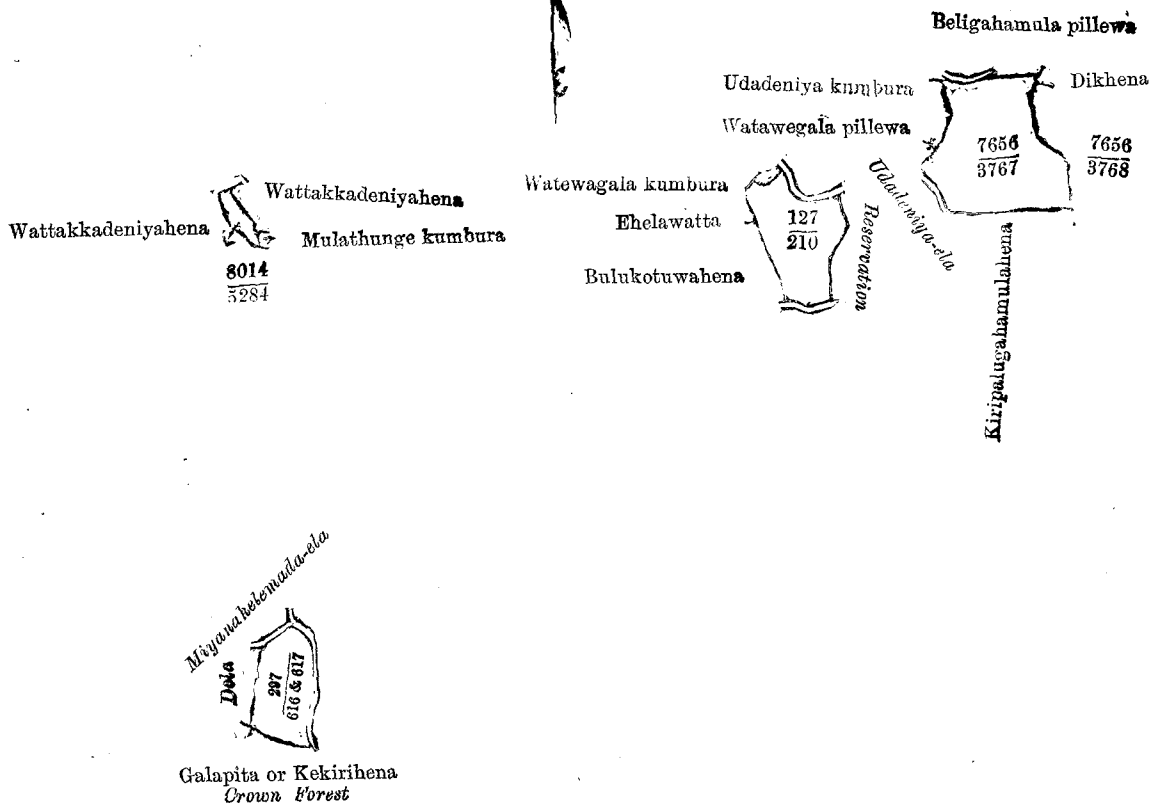 Beligahamula pillewa
Udadeniya kumbura
Dikhena
Watawegala pillewa
7656
3767
7656
3768
Udadeniya-ela
Kiripalugahamulahena
Watewagala kumbura
Ehelawatta
Bulukotuwahena
127
210
Reservation
Wattakkadeniyahena
Wattakkadeniyahena
Mulathunge kumbura
8014
5284
Miyanakelemada-ela
Dola
297
616 & 617
Galapita or Kekirihena
Crown Forest